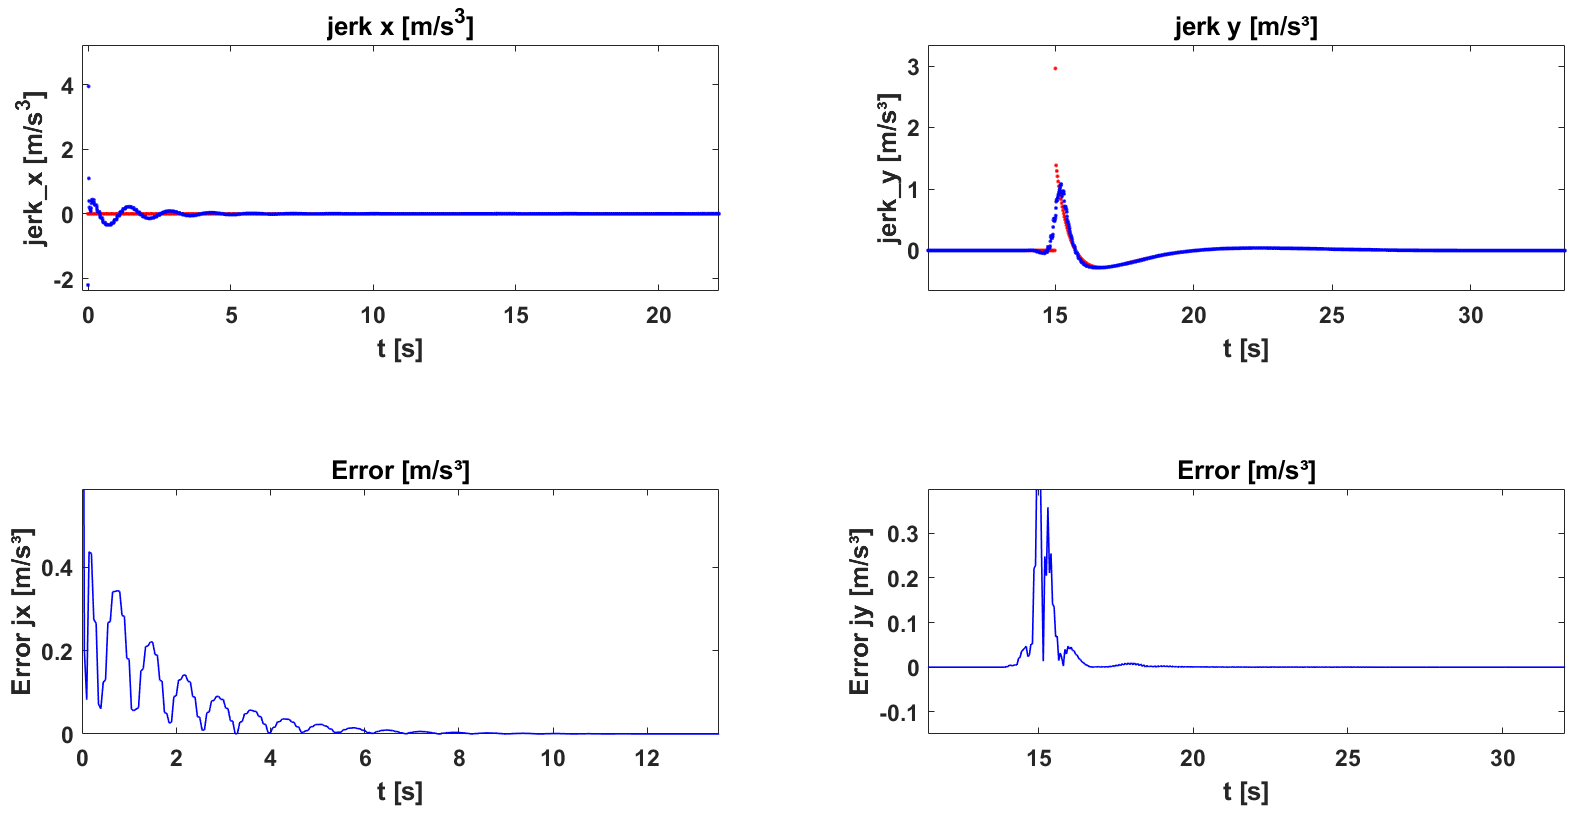 jerk x [m/s³]
jerk_x [m/s³]
4
2
0
-2
0 5 10 15 20
t [s]
jerk y [m/s³]
jerk_y [m/s³]
3
2
1
0
15 20 25 30
t [s]
Error [m/s³]
Error jx [m/s³]
0.4
0.2
0
0 2 4 6 8 10 12
t [s]
Error [m/s³]
Error jy [m/s³]
0.3
0.2
0.1
0
-0.1
15 20 25 30
t [s]